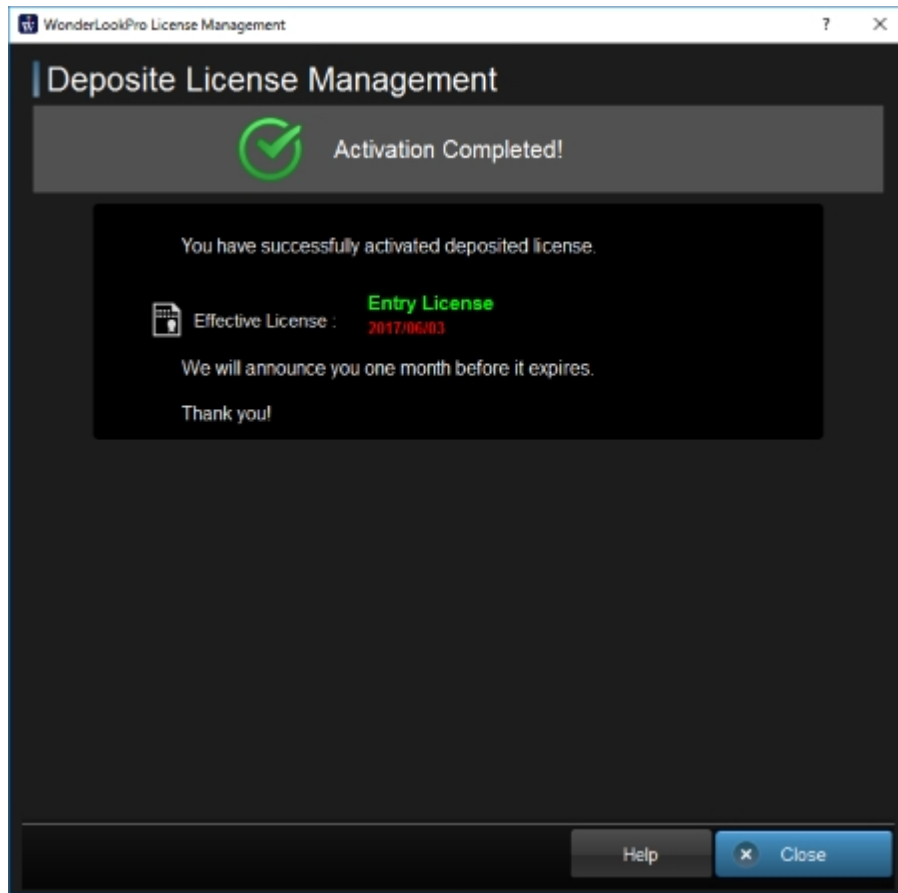 WonderLookPro License Management
Deposite License Management
Activation Completed!
You have successfully activated deposited license.
Entry License
Effective License :
2017/06/03
We will announce you one month before it expires.
Thank you!
Help
Close